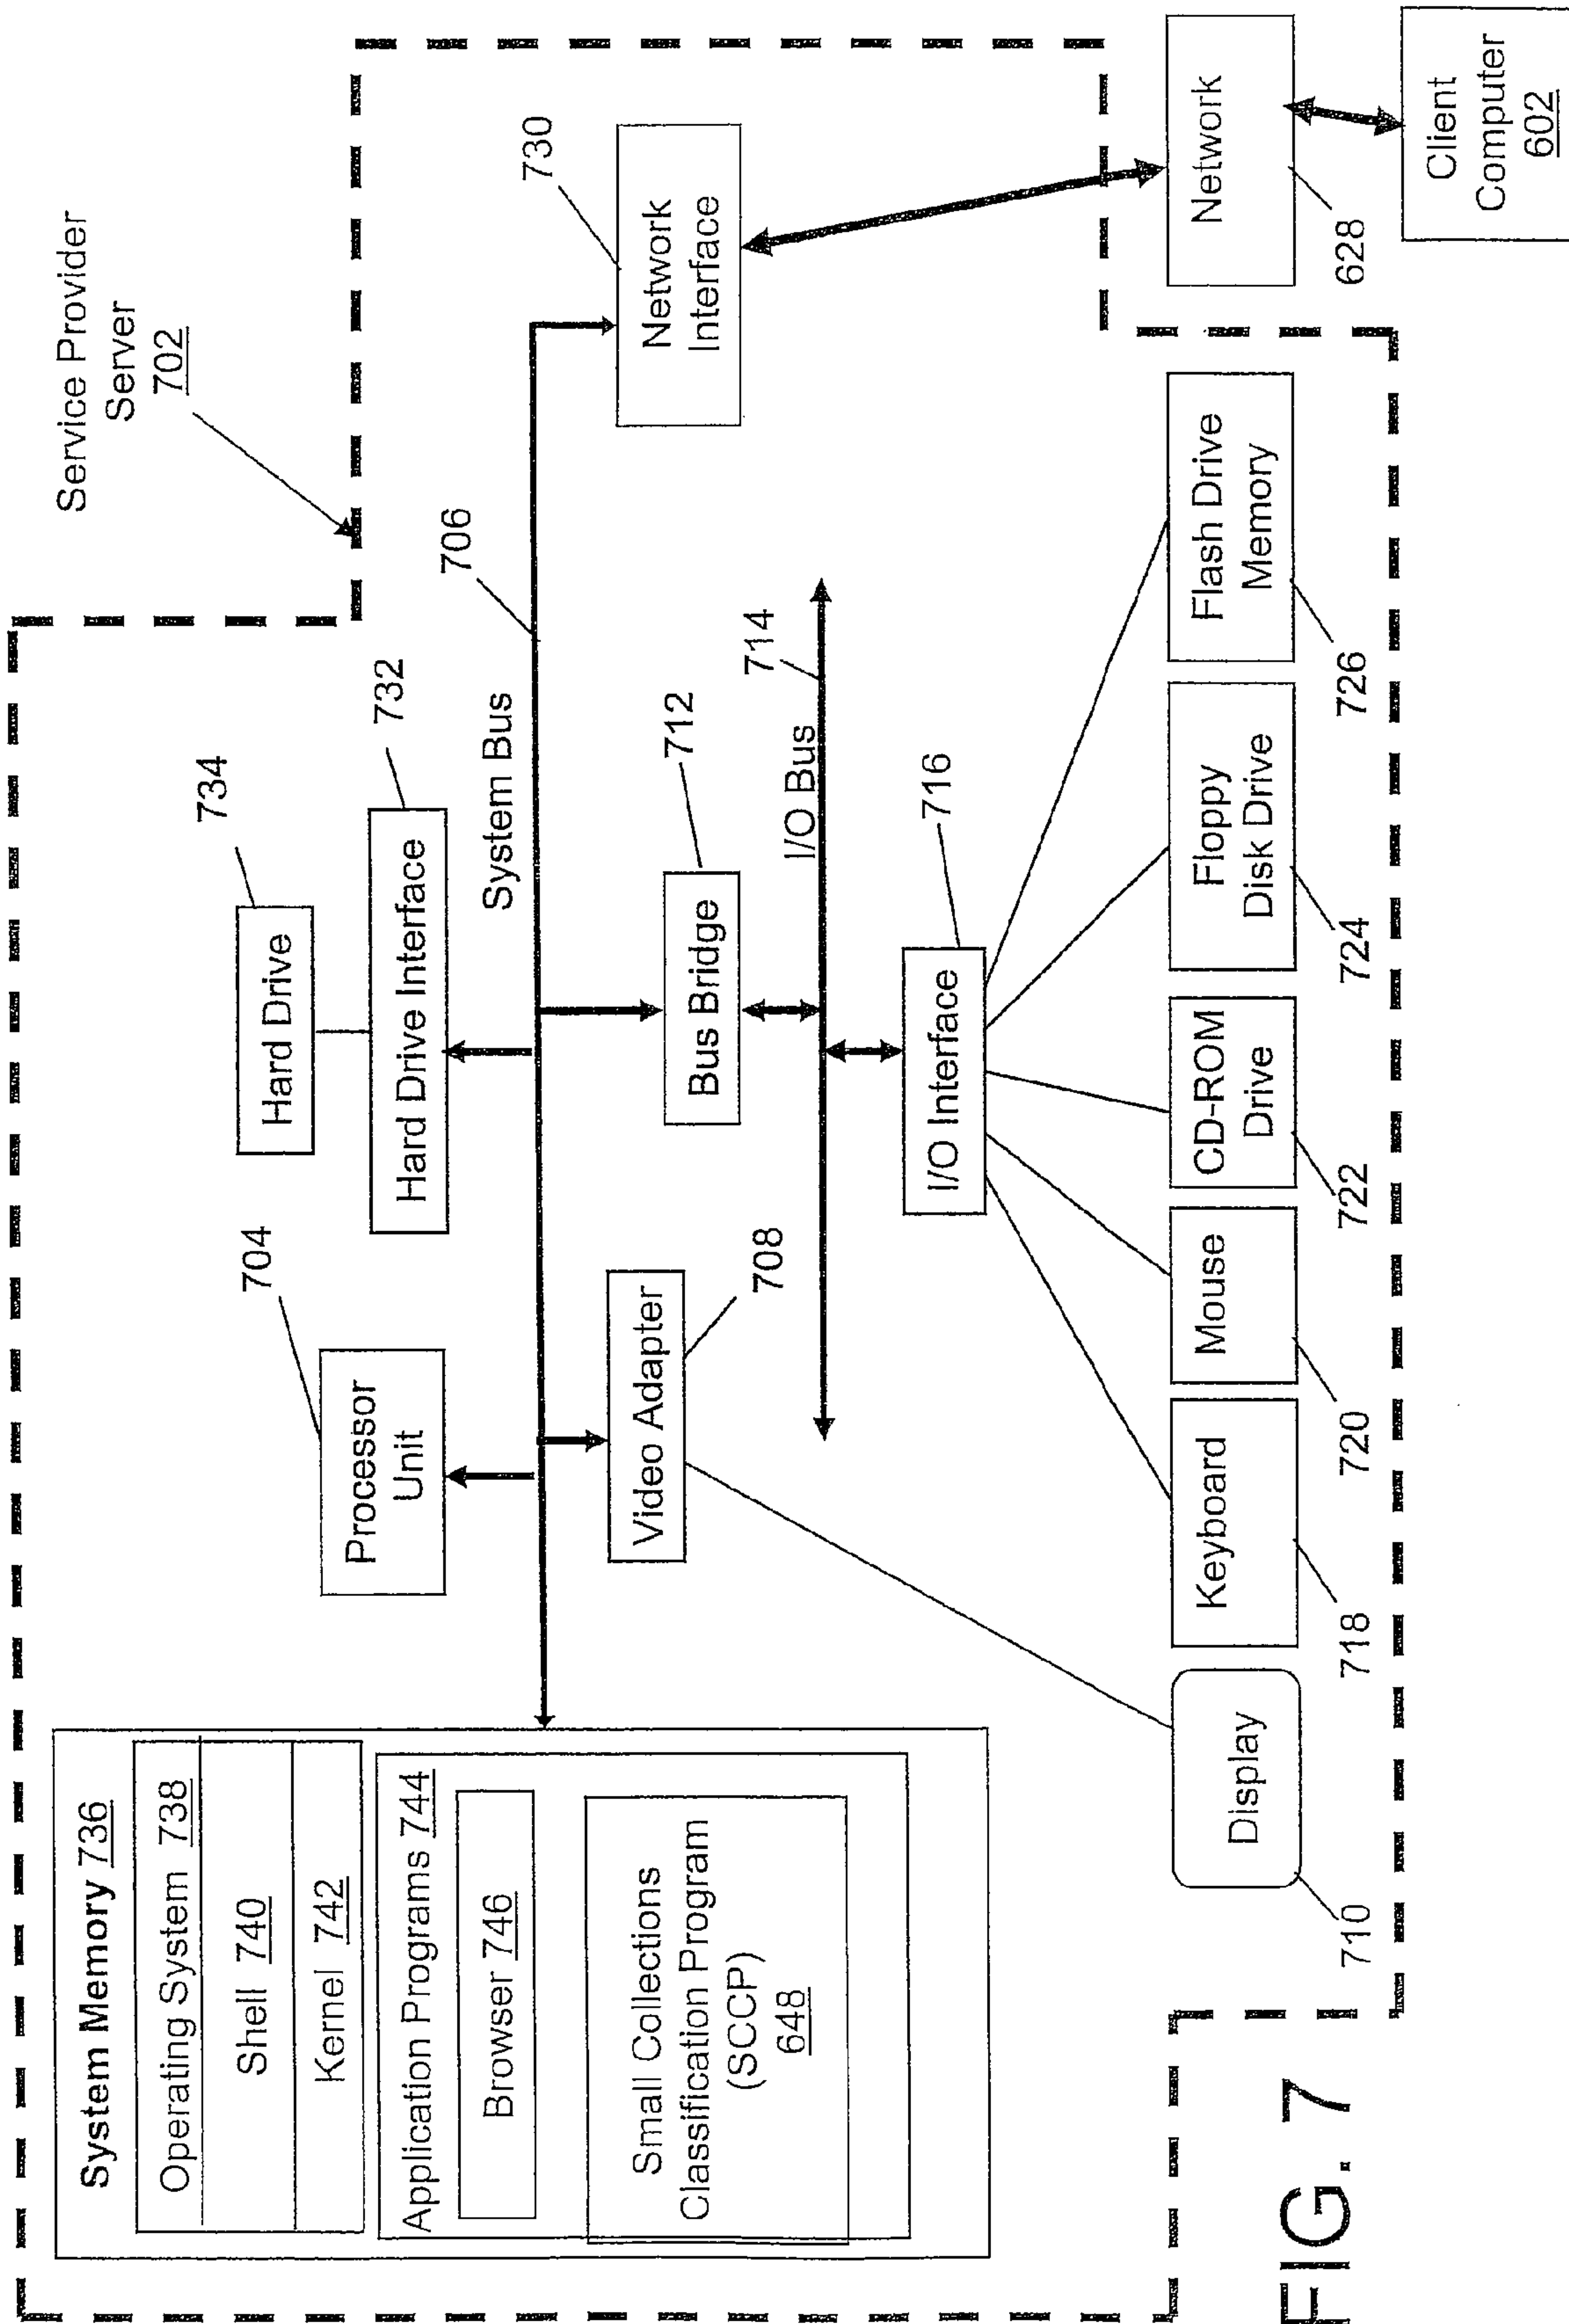 Service Provider
Server
702
System Memory 736
Operating System 738
Shell 740
Kernel 742
Application Programs 744
Browser 746
Small Collections
Classification Program
(SCCP)
648
704
Processor
Unit
734
Hard Drive
732
Hard Drive Interface
System Bus
706
730
Network
Interface
Video Adapter
708
Bus Bridge
712
I/O Bus
714
I/O Interface
716
Display
710
Keyboard
718
Mouse
720
CD-ROM
Drive
722
Floppy
Disk Drive
724
Flash Drive
Memory
726
Network
628
Client
Computer
602
FIG. 7